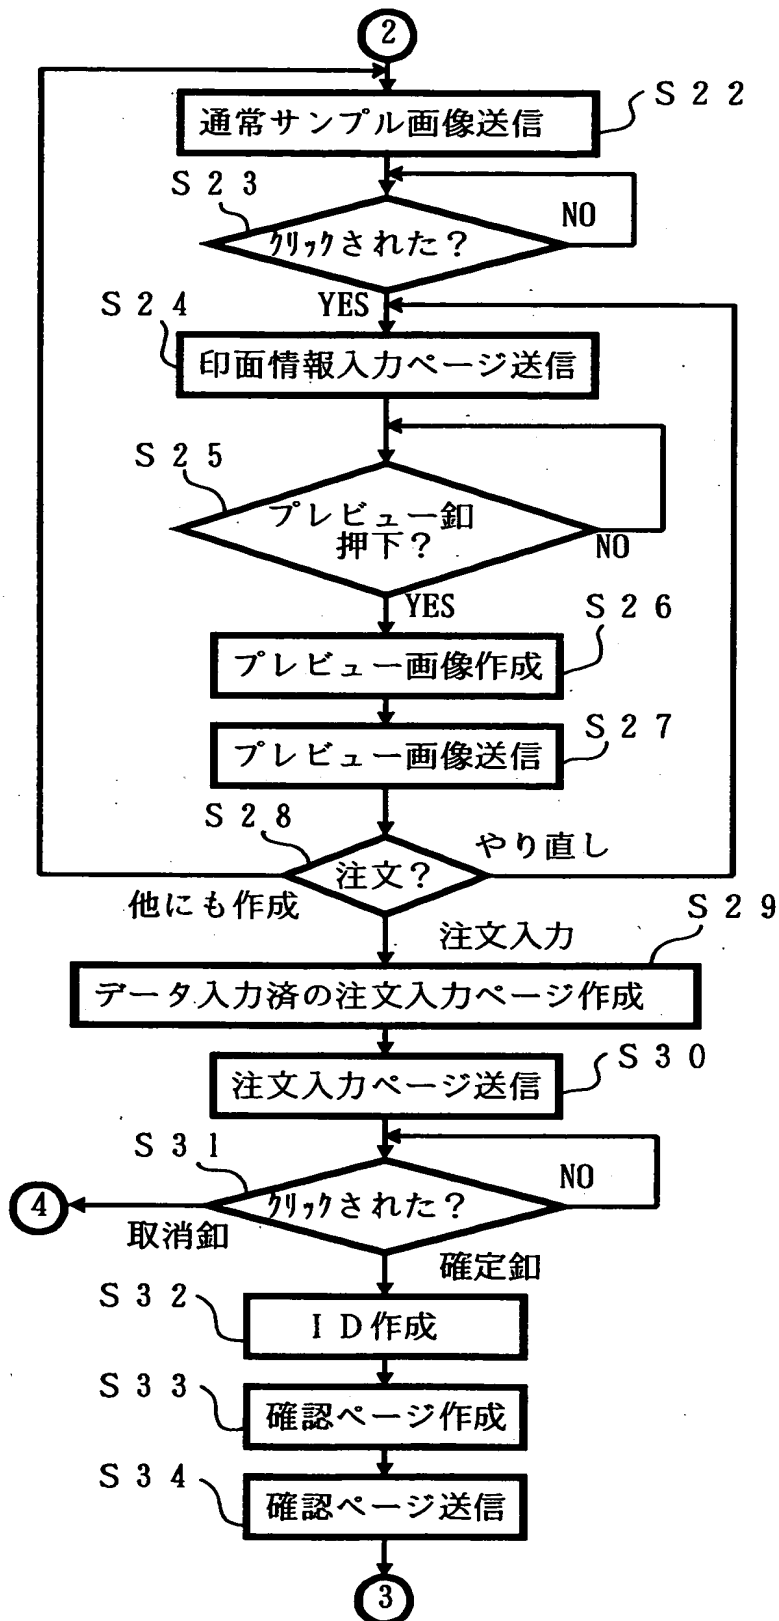 2
通常サンプル画像送信
S22
S23
クリックされた？
NO
YES
S24
印面情報入力ページ送信
S25
プレビュー釦
押下？
NO
YES
S26
プレビュー画像作成
S27
プレビュー画像送信
S28
注文？
やり直し
他にも作成
注文入力
S29
データ入力済の注文入力ページ作成
S30
注文入力ページ送信
S31
クリックされた？
NO
4
取消釦
確定釦
S32
ID作成
S33
確認ページ作成
S34
確認ページ送信
3